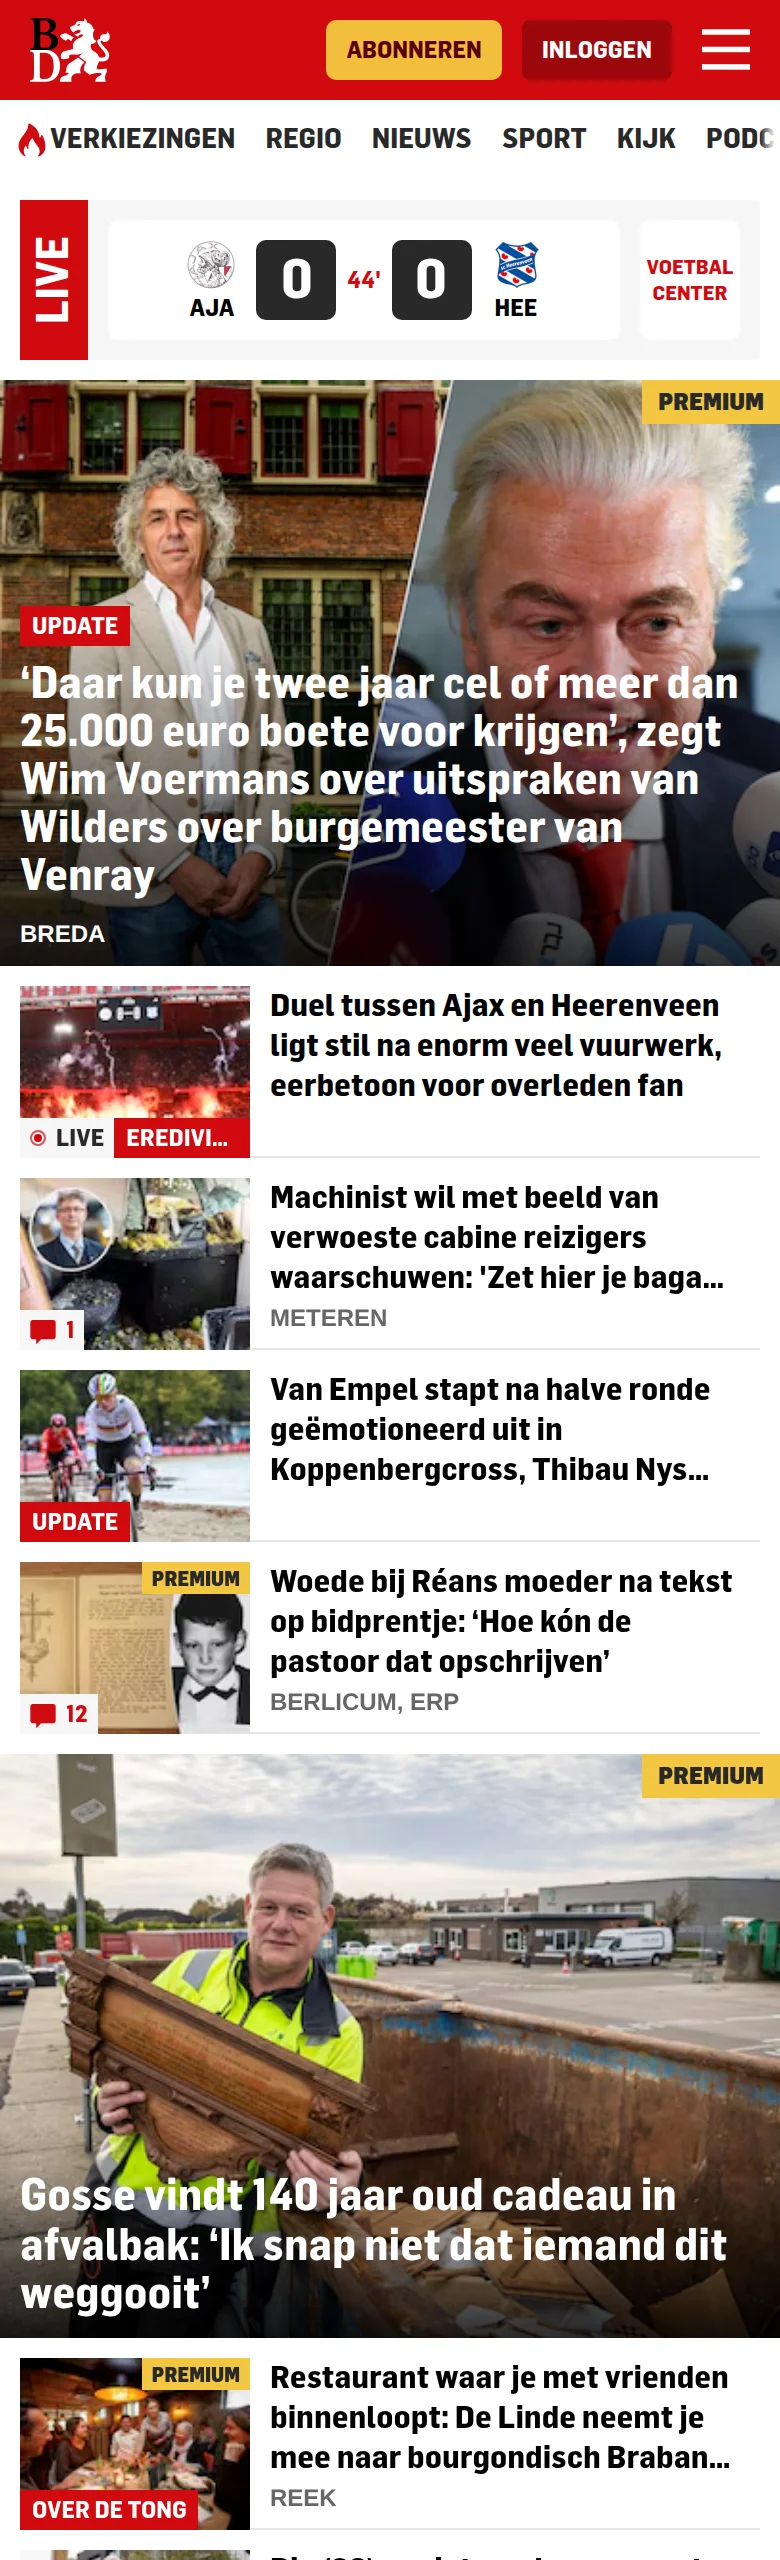 BD
ABONNEREN
INLOGGEN
VERKIEZINGEN REGIO NIEUWS SPORT KIJK PODC
LIVE
AJA
0
44'
0
HEE
VOETBAL
CENTER
PREMIUM
UPDATE
‘Daar kun je twee jaar cel of meer dan
25.000 euro boete voor krijgen’, zegt
Wim Voermans over uitspraken van
Wilders over burgemeester van
Venray
BREDA
Duel tussen Ajax en Heerenveen
ligt stil na enorm veel vuurwerk,
eerbetoon voor overleden fan
LIVE
EREDIVI...
Machinist wil met beeld van
verwoeste cabine reizigers
waarschuwen: 'Zet hier je baga...
METEREN
1
Van Empel stapt na halve ronde
geëmotioneerd uit in
Koppenbergcross, Thibau Nys...
UPDATE
PREMIUM
Woede bij Réans moeder na tekst
op bidprentje: ‘Hoe kón de
pastoor dat opschrijven’
BERLICUM, ERP
12
PREMIUM
Gosse vindt 140 jaar oud cadeau in
afvalbak: ‘Ik snap niet dat iemand dit
weggooit’
PREMIUM
Restaurant waar je met vrienden
binnenloopt: De Linde neemt je
mee naar bourgondisch Braban...
REEK
OVER DE TONG